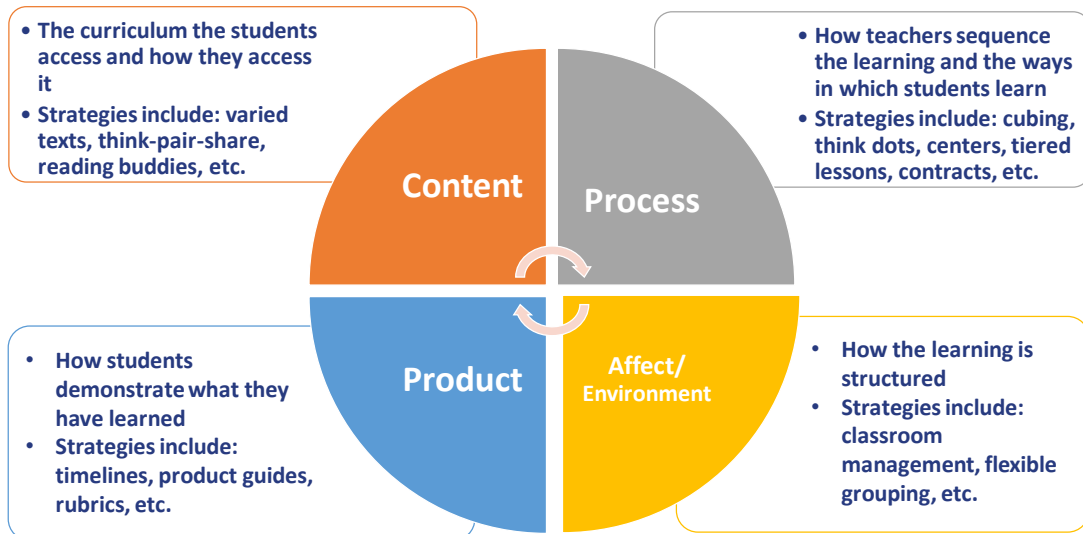 • The curriculum the students
access and how they access
it
• Strategies include: varied
texts, think-pair-share,
reading buddies, etc.
• How teachers sequence
the learning and the ways
in which students learn
• Strategies include: cubing,
think dots, centers, tiered
lessons, contracts, etc.
Content
Process
Product
Affect/
Environment
• How students
demonstrate what they
have learned
• Strategies include:
timelines, product guides,
rubrics, etc.
• How the learning is
structured
• Strategies include:
classroom
management, flexible
grouping, etc.